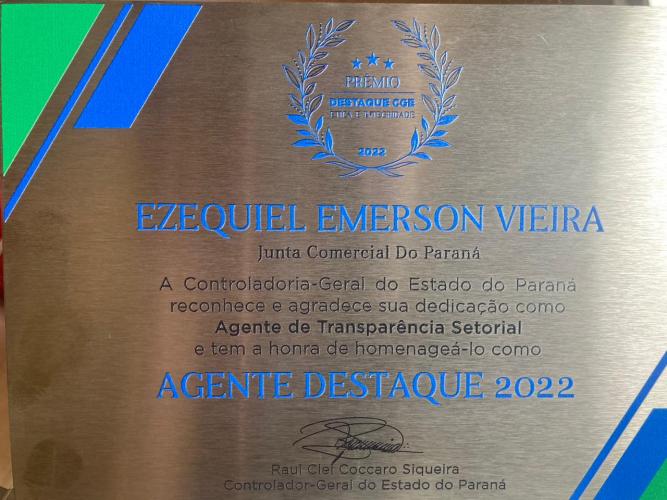 PRÊMIO
DESTAQUE CGE
ÉTICA E INTEGRIDADE
2022
EZEQUIEL EMERSON VIEIRA
Junta Comercial Do Paraná
A Controladoria-Geral do Estado do Paraná
reconhece e agradece sua dedicação como
Agente de Transparência Setorial
e tem a honra de homenageá-lo como
AGENTE DESTAQUE 2022
Raul Clei Coccaro Siqueira
Controlador-Geral do Estado do Paraná